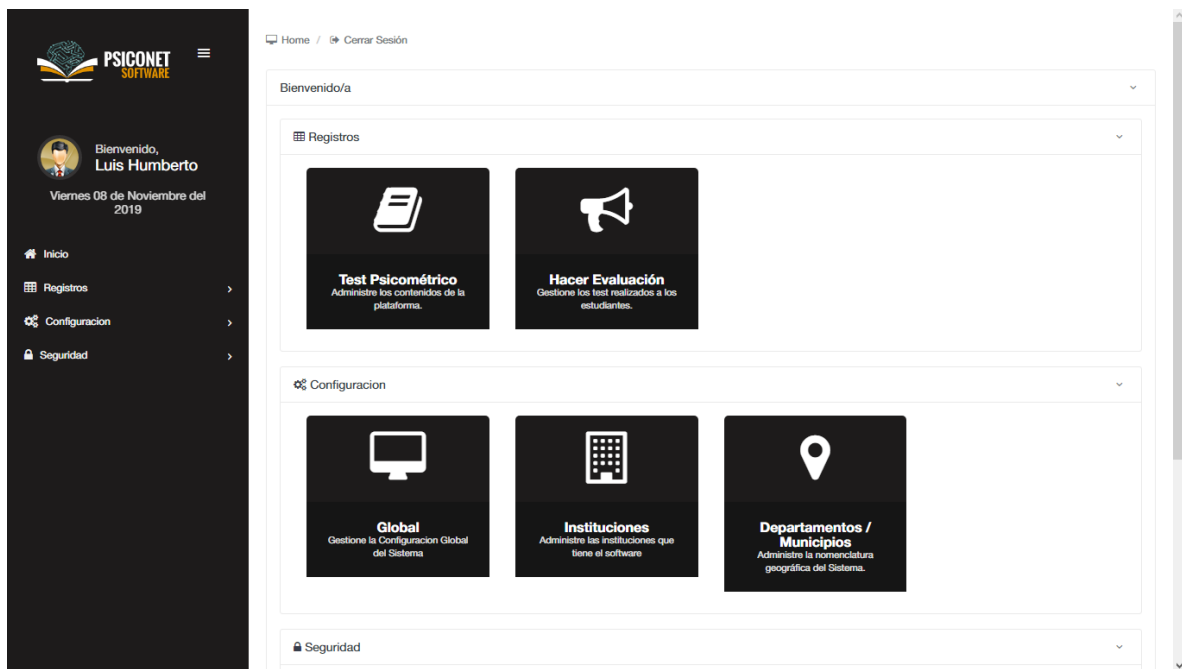 PSICONET
SOFTWARE
Bienvenido,
Luis Humberto
Viernes 08 de Noviembre del
2019
Inicio
Registros
Configuracion
Seguridad
Home / Cerrar Sesión
Bienvenido/a
Registros
Test Psicométrico
Administre los contenidos de la
plataforma.
Hacer Evaluación
Gestione los test realizados a los
estudiantes.
Configuracion
Global
Gestione la Configuracion Global
del Sistema
Instituciones
Administre las instituciones que
tiene el software
Departamentos /
Municipios
Administre la nomenclatura
geográfica del Sistema.
Seguridad